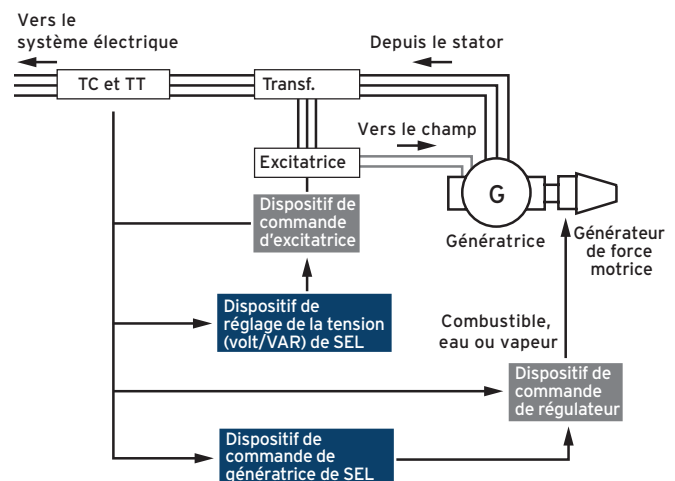 Vers le
système électrique
Depuis le stator
TC et TT
Transf.
Vers le champ
Excitatrice
Dispositif de
commande
d'excitatrice
G
Génératrice
Générateur
de force
motrice
Dispositif de
réglage de la tension
(volt/VAR) de SEL
Combustible,
eau ou vapeur
Dispositif de
commande
de régulateur
Dispositif de
commande de
génératrice de SEL